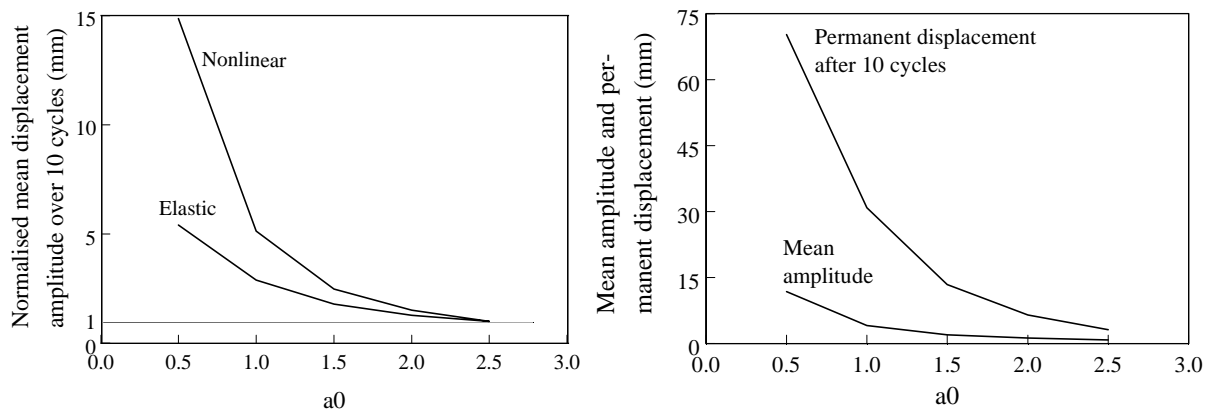 Normalised mean displacement
amplitude over 10 cycles (mm)
15
10
5
1
0
Nonlinear
Elastic
0.0 0.5 1.0 1.5 2.0 2.5 3.0
a0
Mean amplitude and per-
manent displacement (mm)
75
60
45
30
15
0
Permanent displacement
after 10 cycles
Mean
amplitude
0.0 0.5 1.0 1.5 2.0 2.5 3.0
a0